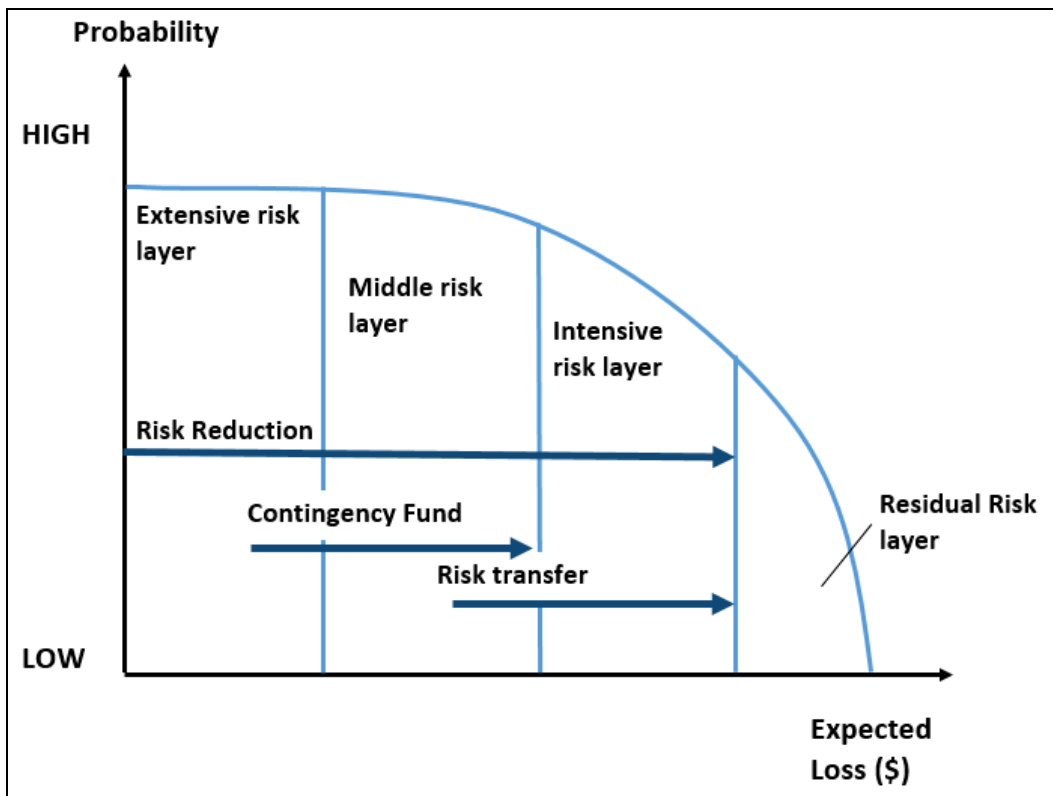 Probability
HIGH
Extensive risk
layer
Middle risk
layer
Intensive
risk layer
Risk Reduction
Contingency Fund
Residual Risk
layer
Risk transfer
LOW
Expected
Loss ($)